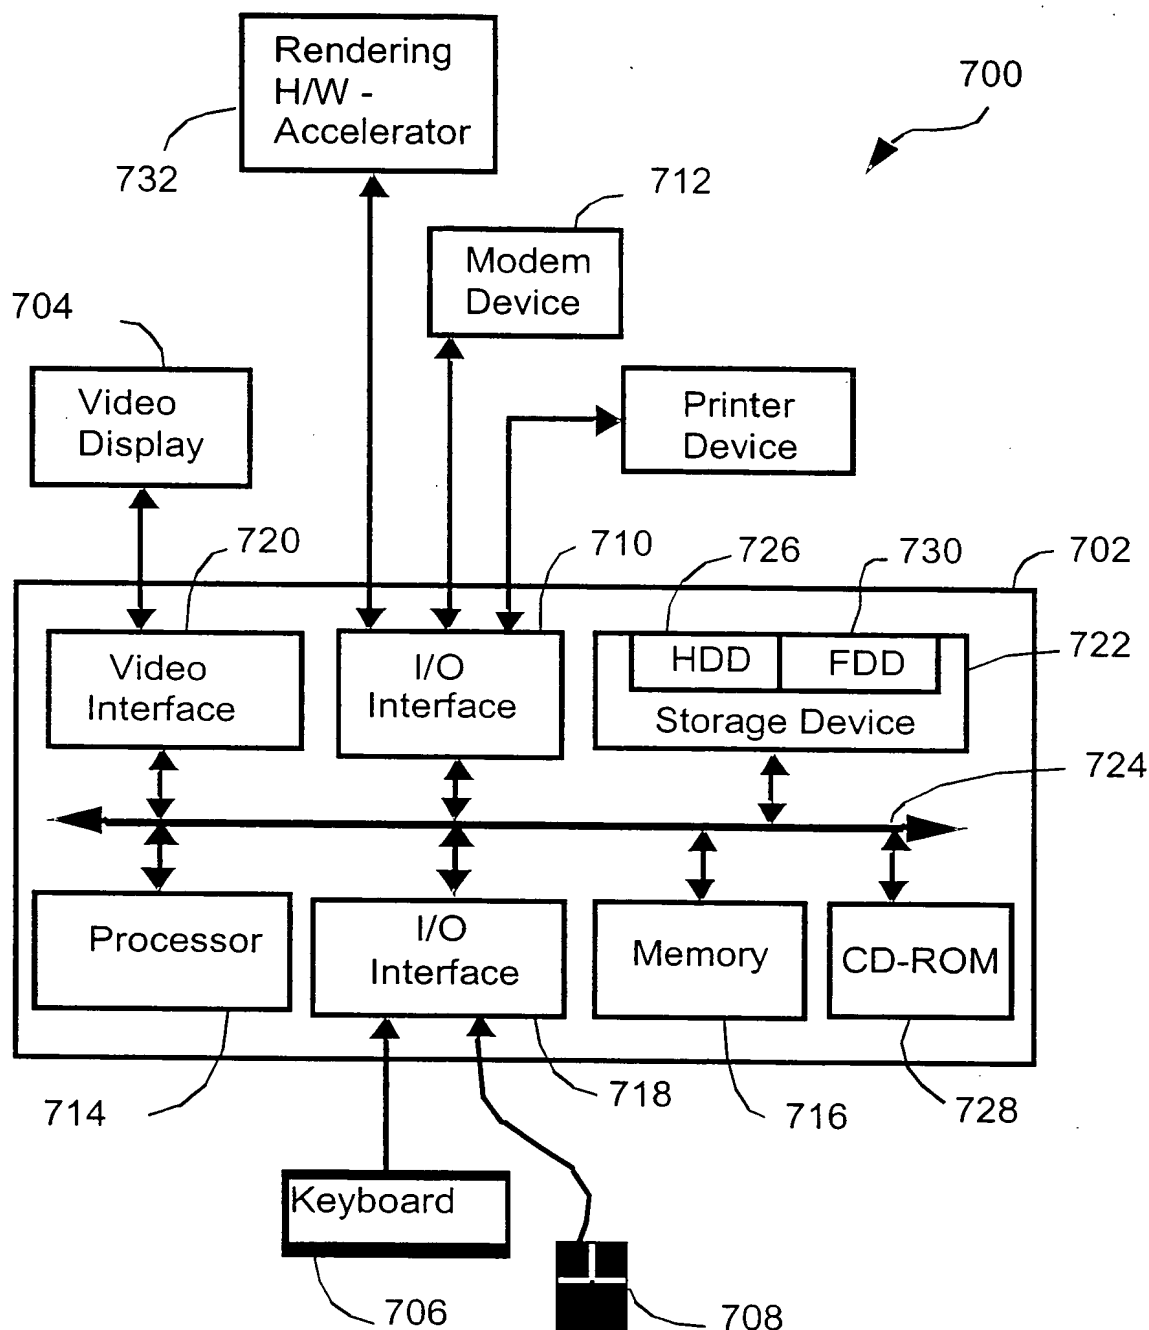 Rendering
H/W -
Accelerator
700
732
712
Modem
Device
704
Video
Display
Printer
Device
720
710
726
730
702
Video
Interface
I/O
Interface
HDD
FDD
Storage Device
722
724
Processor
I/O
Interface
Memory
CD-ROM
714
718
716
728
Keyboard
706
708